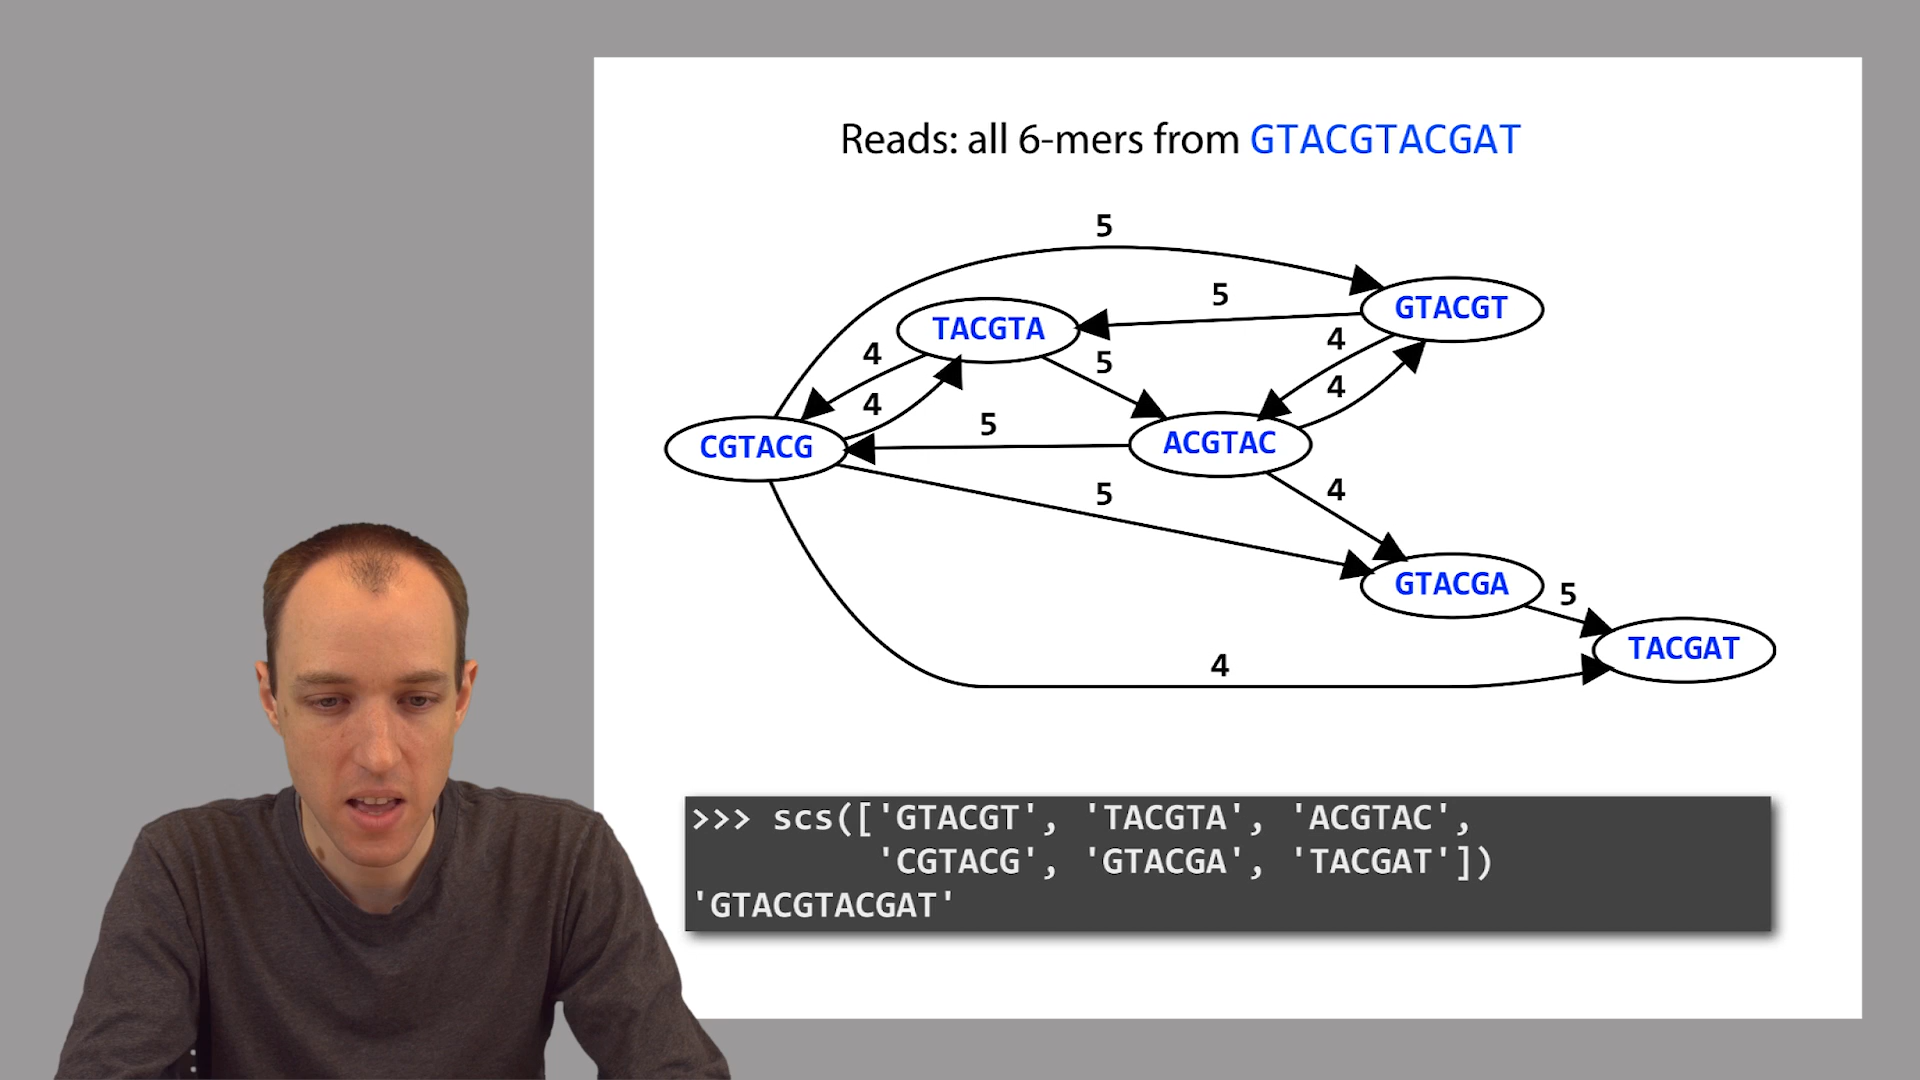 Reads: all 6-mers from GTACGTACGAT
5
5
GTACGT
TACGTA
4
4
5
4
4
5
CGTACG
ACGTAC
5
4
GTACGA
5
TACGAT
4
>>> scs(['GTACGT', 'TACGTA', 'ACGTAC',
'CGTACG', 'GTACGA', 'TACGAT'])
'GTACGTACGAT'